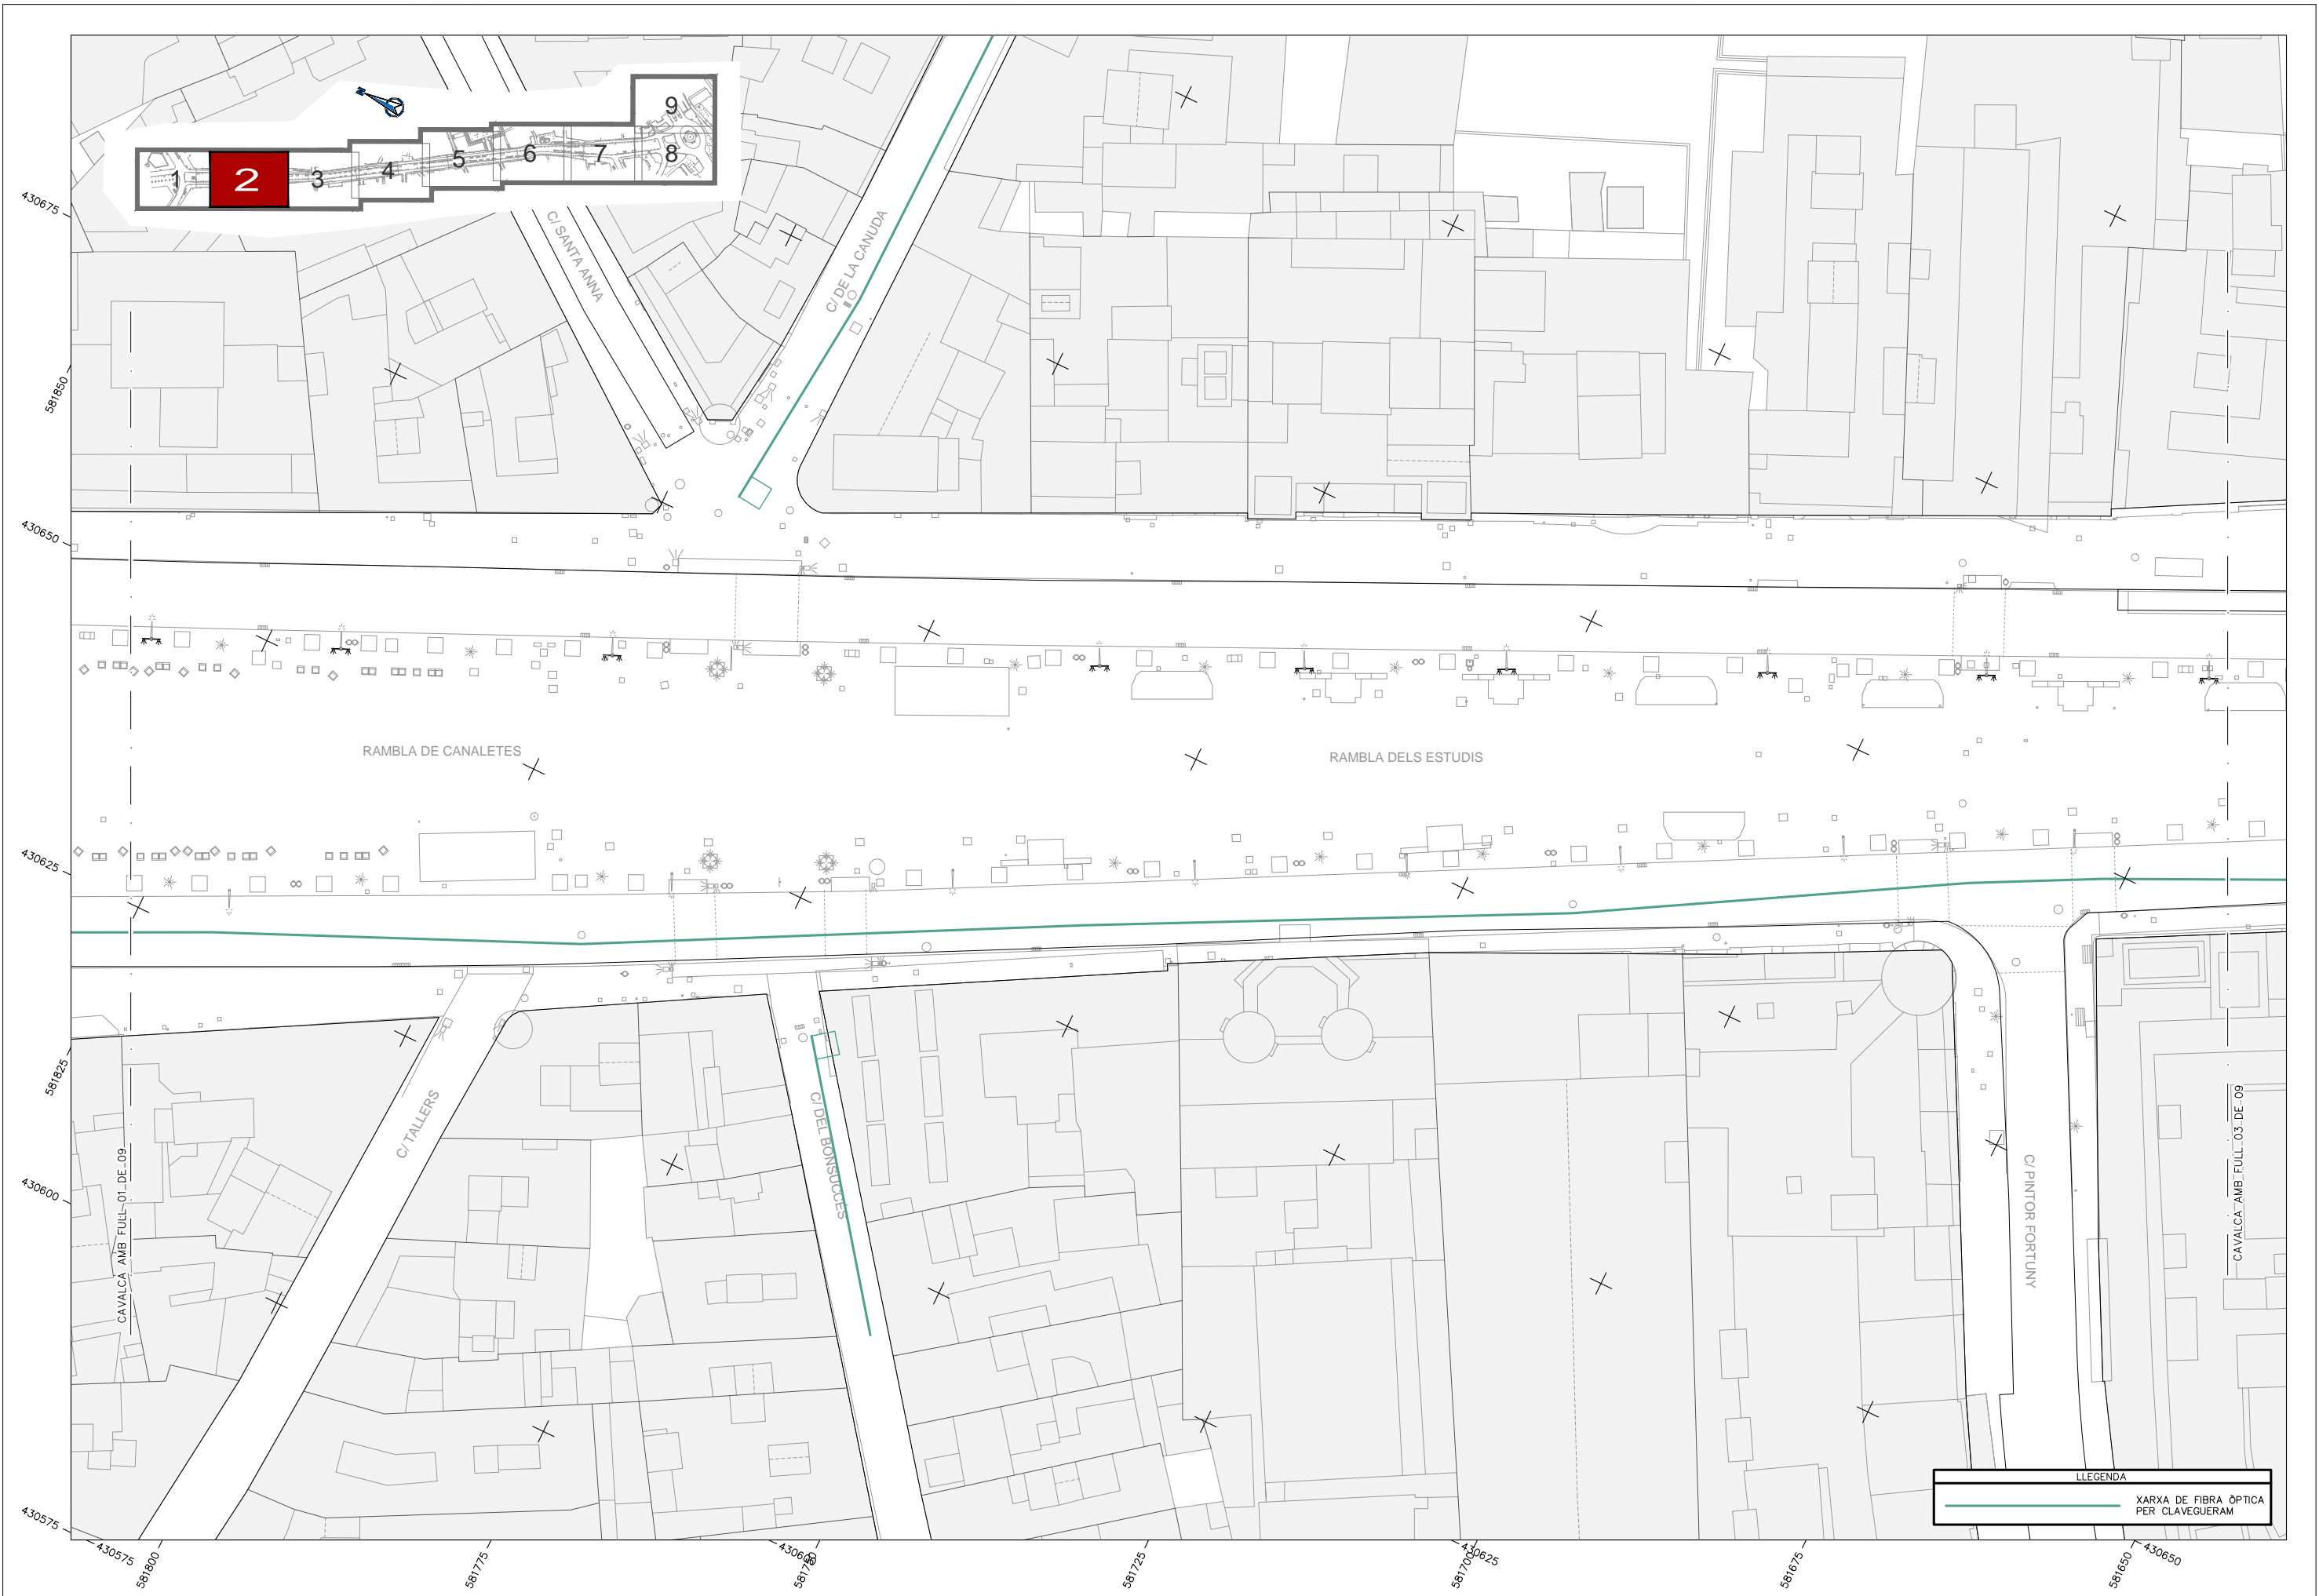 N
1
2
3
4
5
6
7
8
9
430675
C/ SANTA ANNA
C/ DE LA CANUDA
581850
430650
RAMBLA DE CANALETES
RAMBLA DELS ESTUDIS
430625
581825
C/ TALLERS
C/ DEL BONSUCCÉS
CAVALCA AMB FULL 01 DE 09
CAVALCA AMB FULL 03 DE 09
C/ PINTOR FORTUNY
430600
LLEGENDA
XARXA DE FIBRA ÒPTICA
PER CLAVEGUERAM
430575
430575
581800
581775
430600
581750
581725
430625
581700
581675
581650
430650